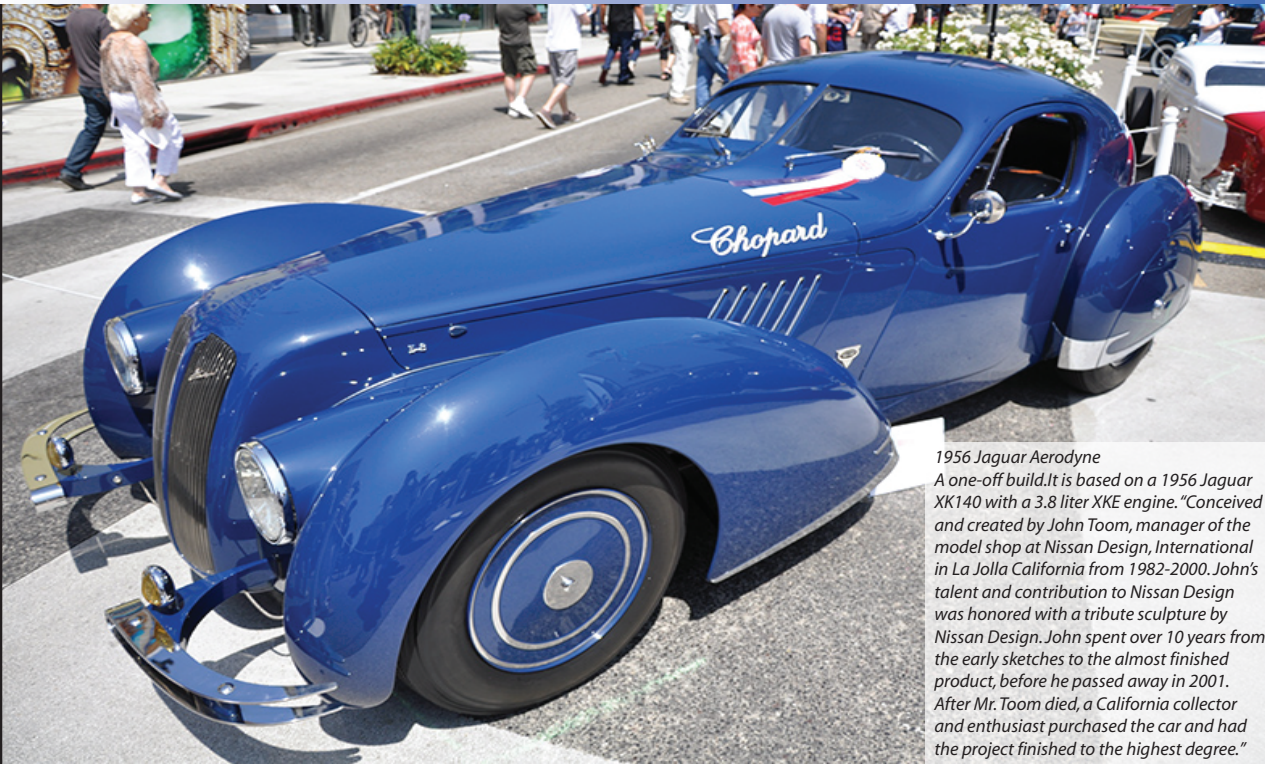 Chopard
1956 Jaguar Aerodyne
A one-off build.It is based on a 1956 Jaguar
XK140 with a 3.8 liter XKE engine. “Conceived
and created by John Toom, manager of the
model shop at Nissan Design, International
in La Jolla California from 1982-2000. John’s
talent and contribution to Nissan Design
was honored with a tribute sculpture by
Nissan Design. John spent over 10 years from
the early sketches to the almost finished
product, before he passed away in 2001.
After Mr. Toom died, a California collector
and enthusiast purchased the car and had
the project finished to the highest degree.”